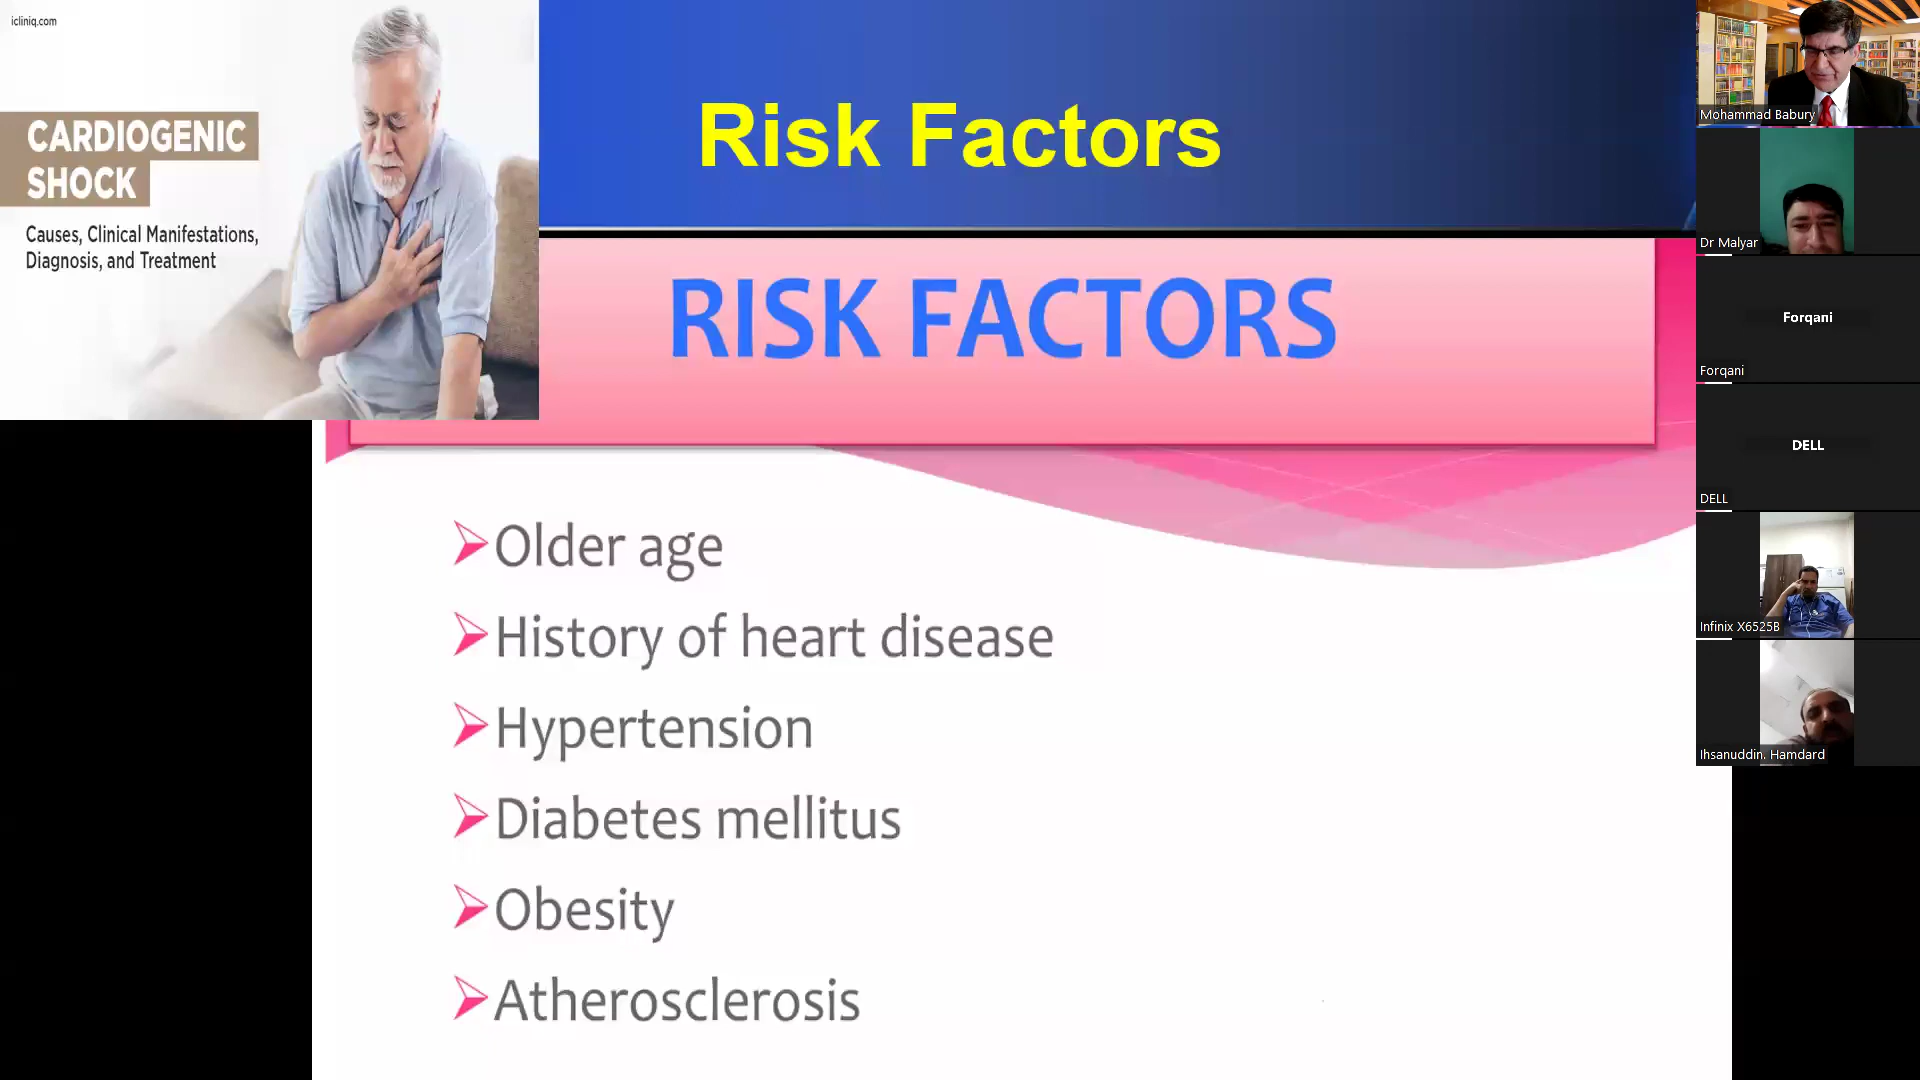 icliniq.com
CARDIOGENIC
SHOCK
Causes, Clinical Manifestations,
Diagnosis, and Treatment
Risk Factors
RISK FACTORS
Older age
History of heart disease
Hypertension
Diabetes mellitus
Obesity
Atherosclerosis
Mohammad Babury
Dr Malyar
Forqani
Forqani
DELL
DELL
Infinix X6525B
Ihsanuddin. Hamdard